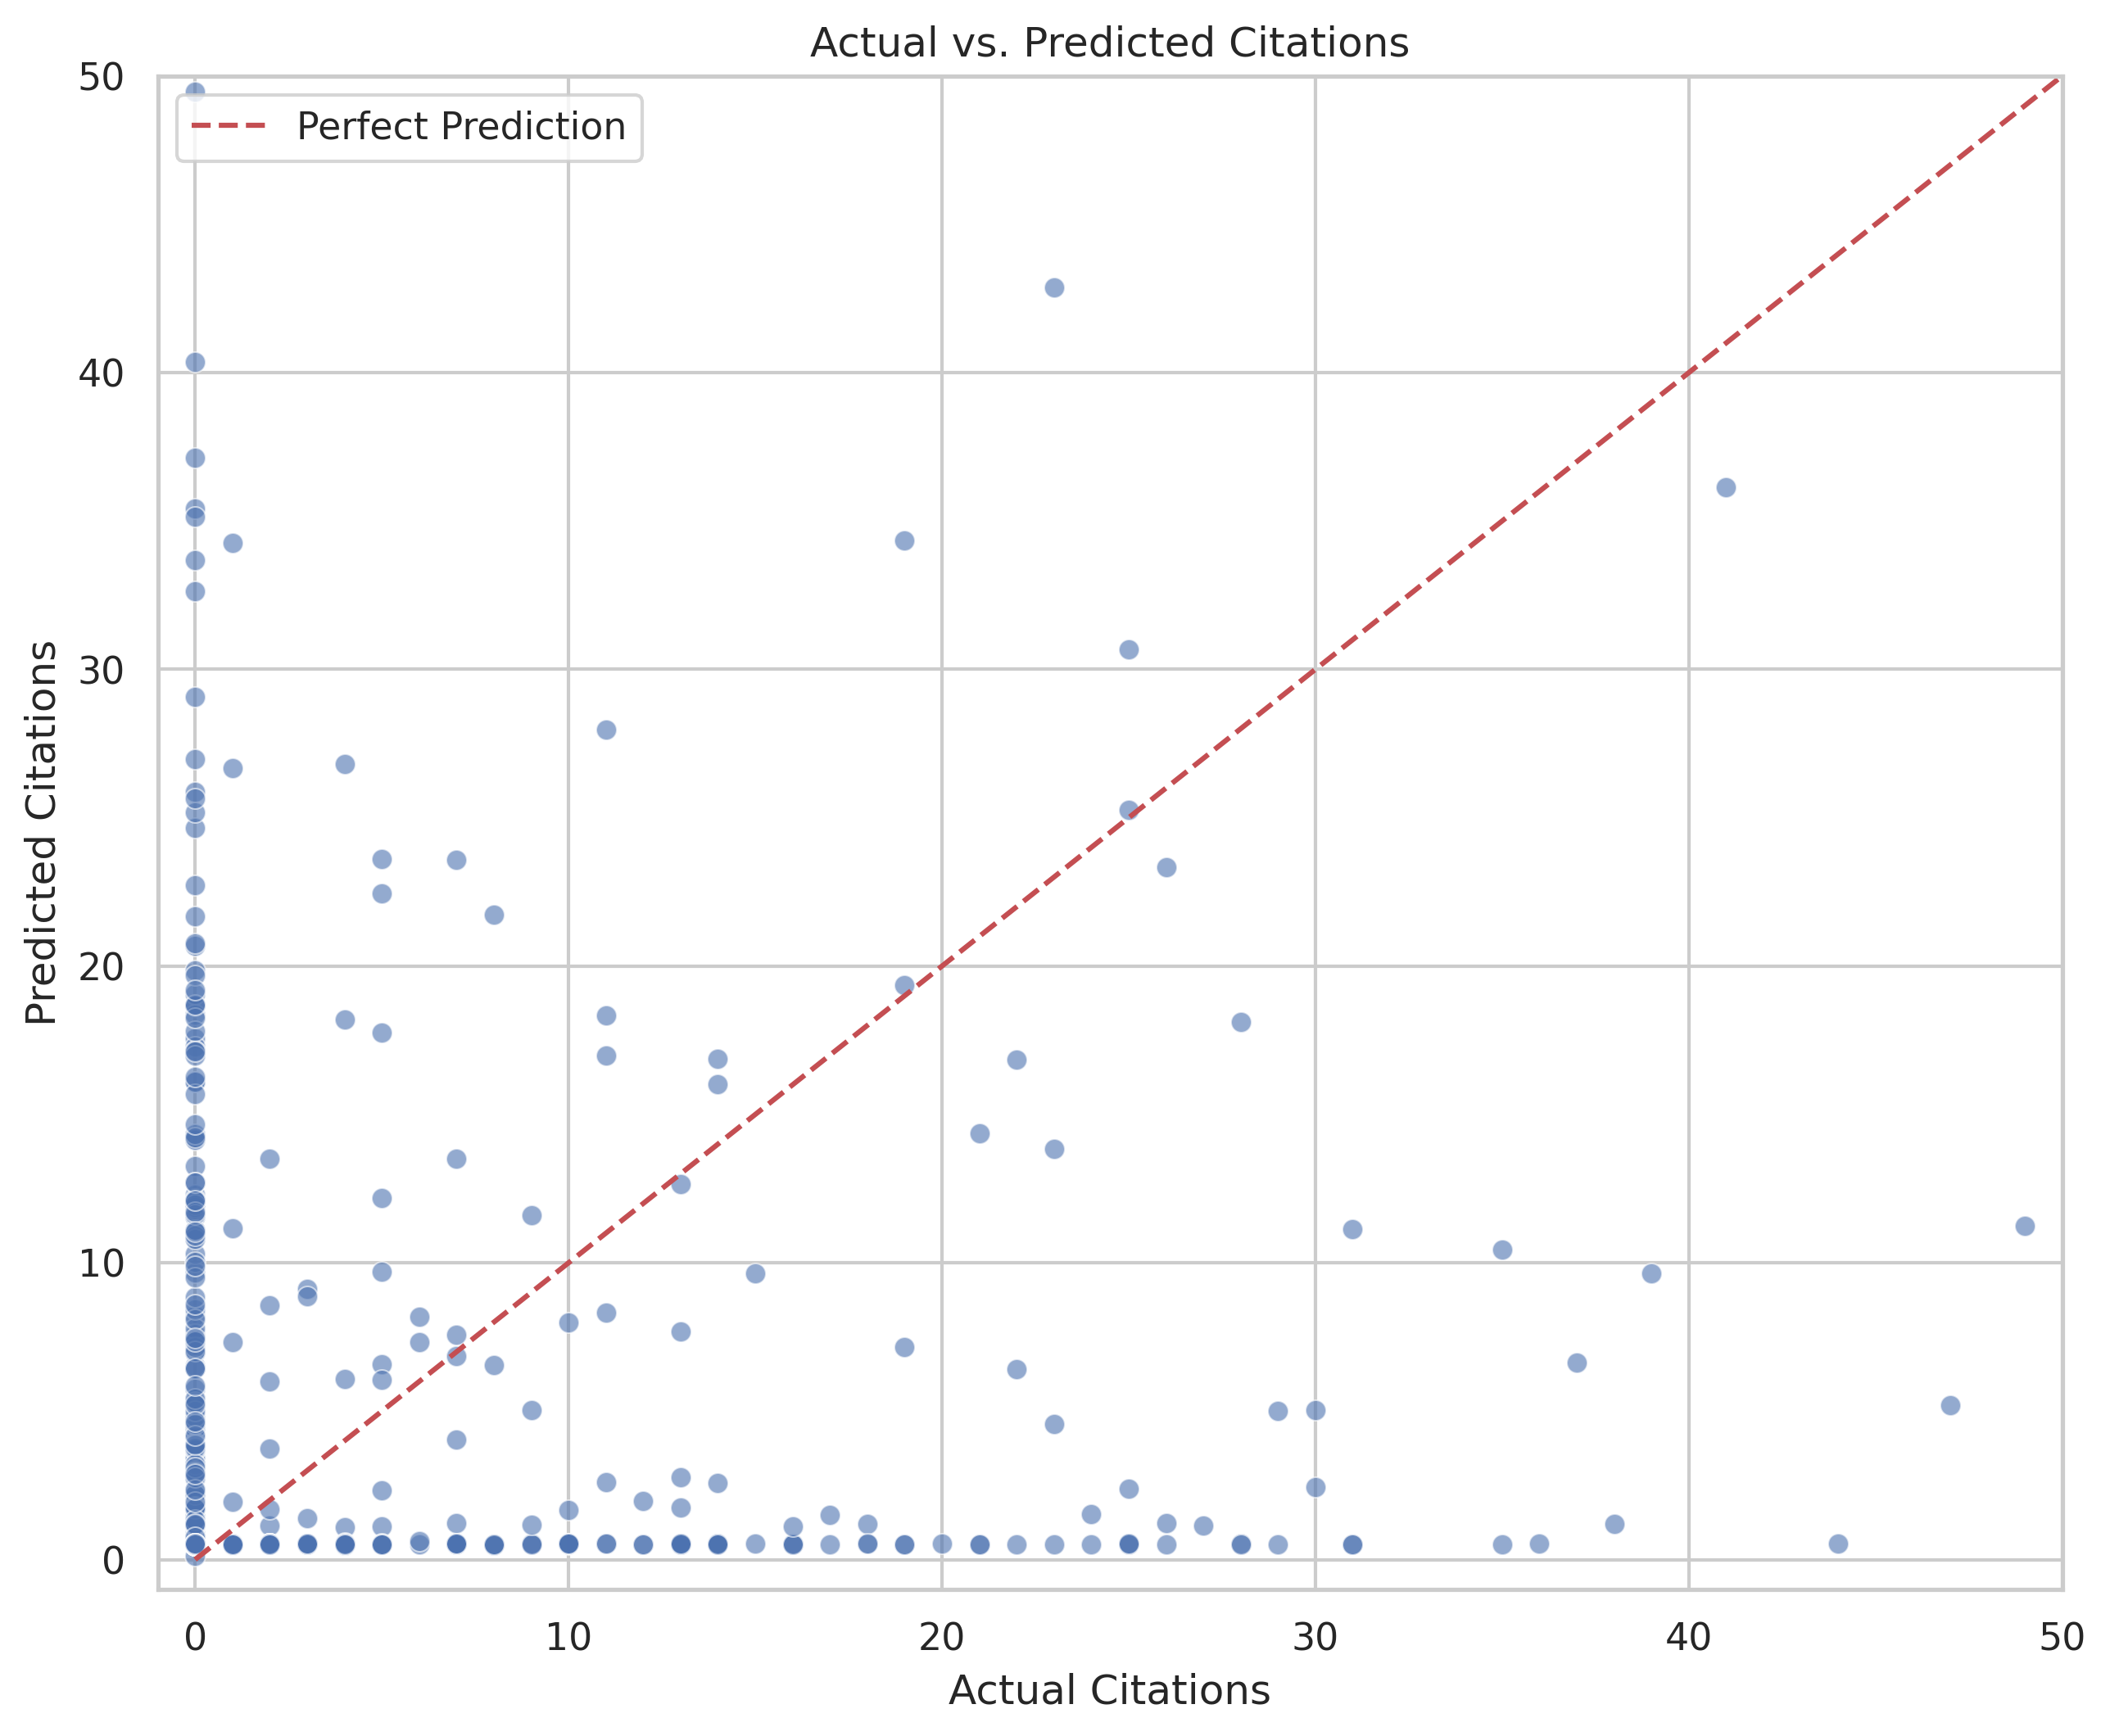 Actual vs. Predicted Citations
Perfect Prediction
Predicted Citations
50
40
30
20
10
0
0 10 20 30 40 50
Actual Citations